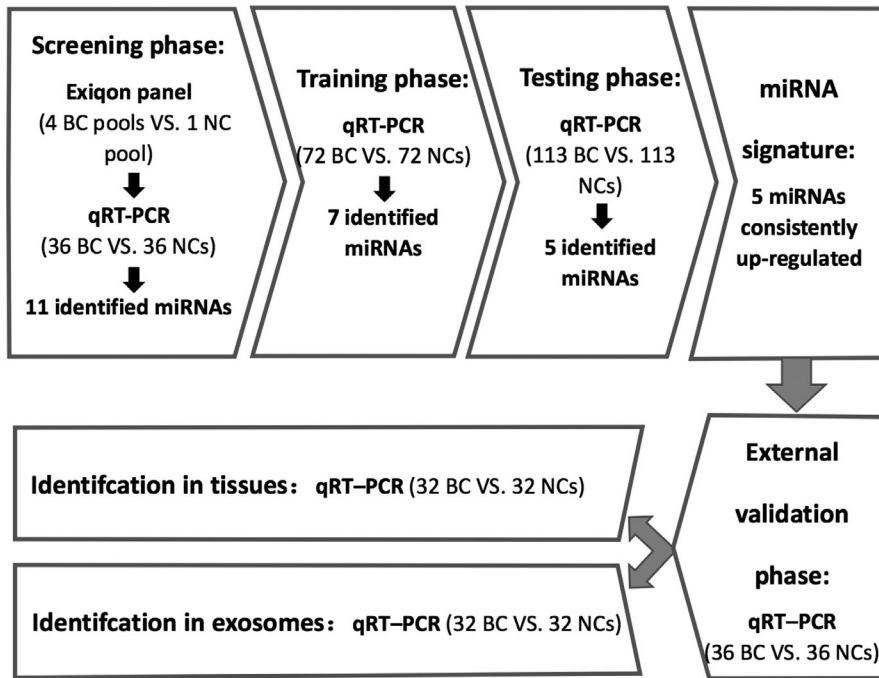 Screening phase:
Exiqon panel
(4 BC pools VS. 1 NC
pool)
qRT-PCR
(36 BC VS. 36 NCs)
11 identified miRNAs
Training phase:
qRT-PCR
(72 BC VS. 72 NCs)
7 identified
miRNAs
Testing phase:
qRT-PCR
(113 BC VS. 113
NCs)
5 identified
miRNAs
miRNA
signature:
5 miRNAs
consistently
up-regulated
External
validation
phase:
qRT–PCR
(36 BC VS. 36 NCs)
Identifcation in tissues： qRT–PCR (32 BC VS. 32 NCs)
Identifcation in exosomes： qRT–PCR (32 BC VS. 32 NCs)